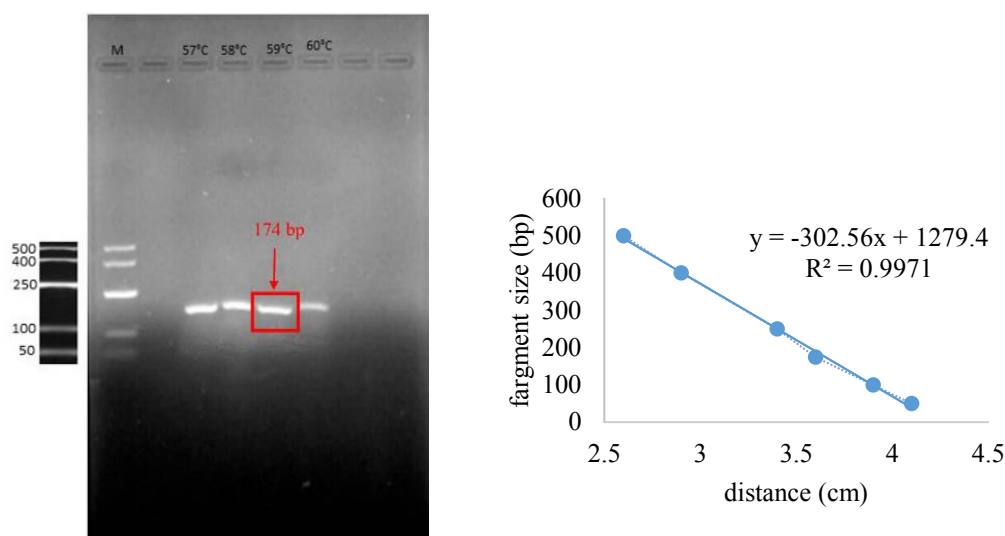 M 57°C 58°C 59°C 60°C
174 bp
500
400
250
100
50
600
500
400
300
200
100
0
fargment size (bp)
y = -302.56x + 1279.4
R² = 0.9971
2.5 3 3.5 4 4.5
distance (cm)